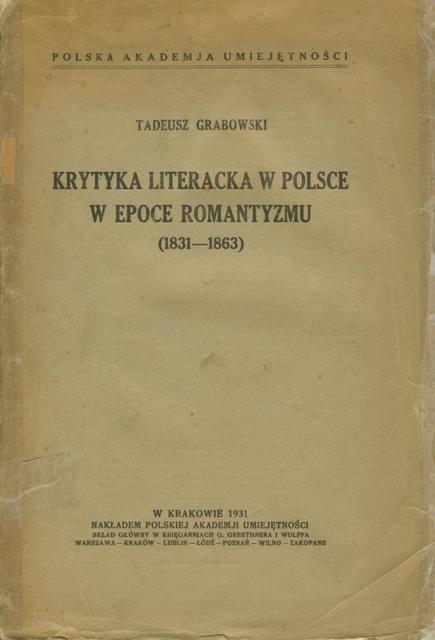 POLSKA AKADEMJA UMIEJĘTNOŚCI
TADEUSZ GRABOWSKI
KRYTYKA LITERACKA W POLSCE
W EPOCE ROMANTYZMU
(1831—1863)
W KRAKOWIE 1931
NAKŁADEM POLSKIEJ AKADEMJI UMIEJĘTNOŚCI
SKŁAD GŁÓWNY W KSIĘGARNIACH G. GEBETHNERA I WOLFFA
WARSZAWA — KRAKÓW — LUBLIN — ŁÓDŹ — POZNAŃ — WILNO — ZAKOPANE